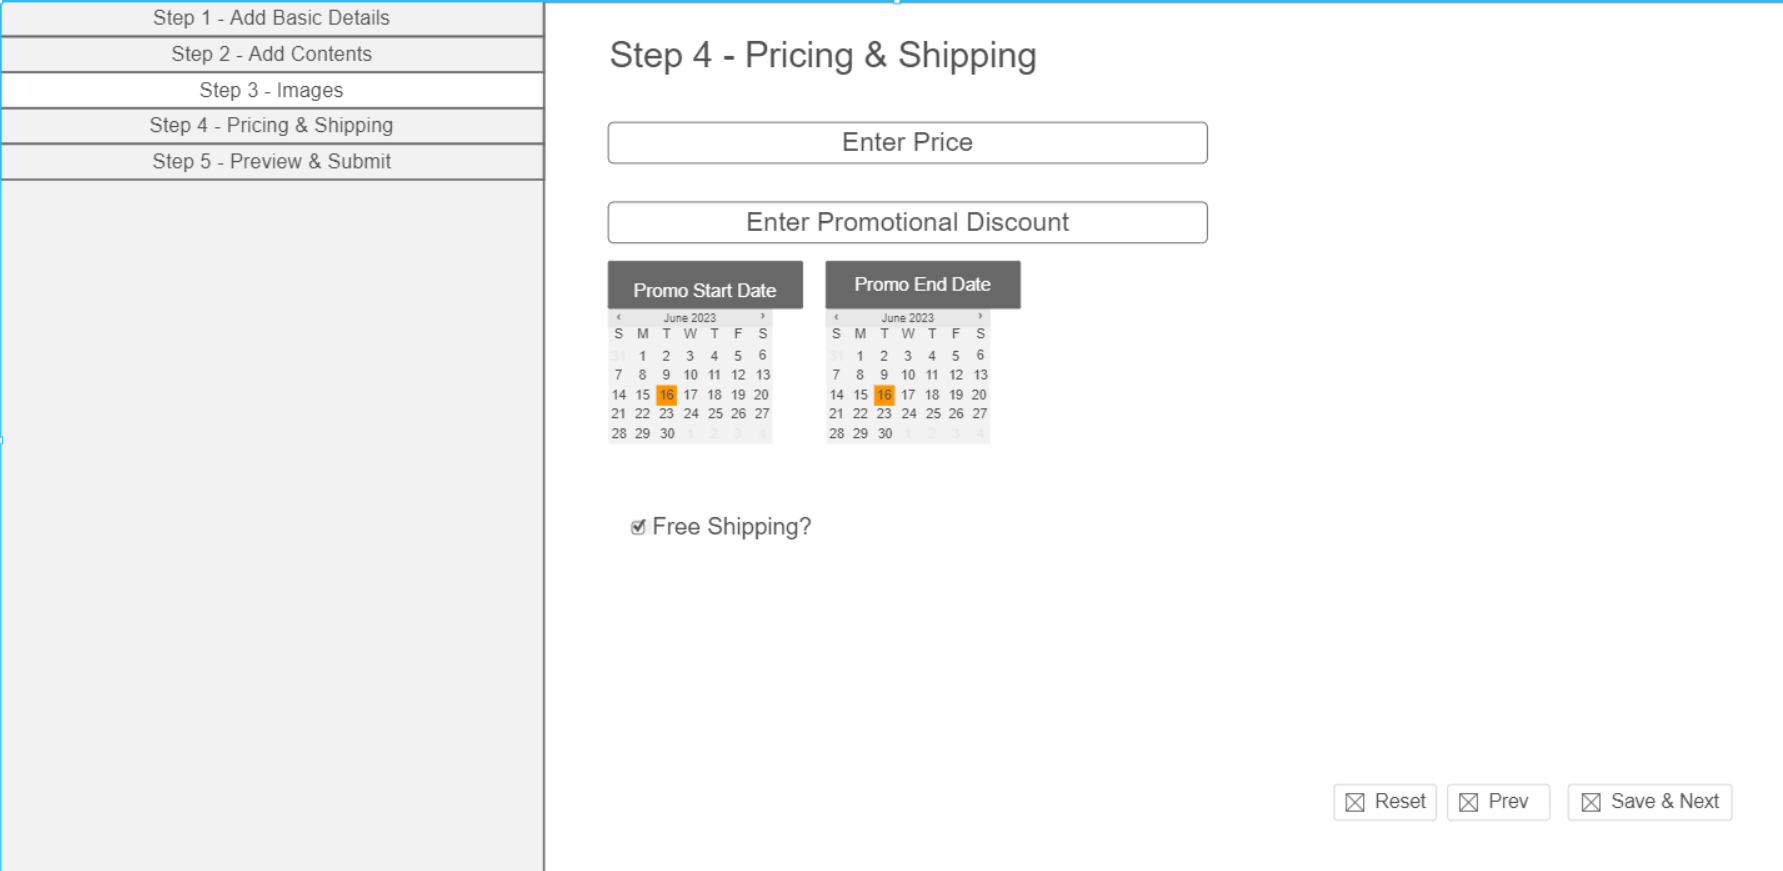 Step 1 - Add Basic Details
Step 2 - Add Contents
Step 3 - Images
Step 4 - Pricing & Shipping
Step 5 - Preview & Submit
Step 4 - Pricing & Shipping
Enter Price
Enter Promotional Discount
Promo Start Date
‹ June 2023 ›
S M T W T F S
31 1 2 3 4 5 6
7 8 9 10 11 12 13
14 15 16 17 18 19 20
21 22 23 24 25 26 27
28 29 30 1 2 3 4
Promo End Date
‹ June 2023 ›
S M T W T F S
31 1 2 3 4 5 6
7 8 9 10 11 12 13
14 15 16 17 18 19 20
21 22 23 24 25 26 27
28 29 30 1 2 3 4
Free Shipping?
Reset
Prev
Save & Next